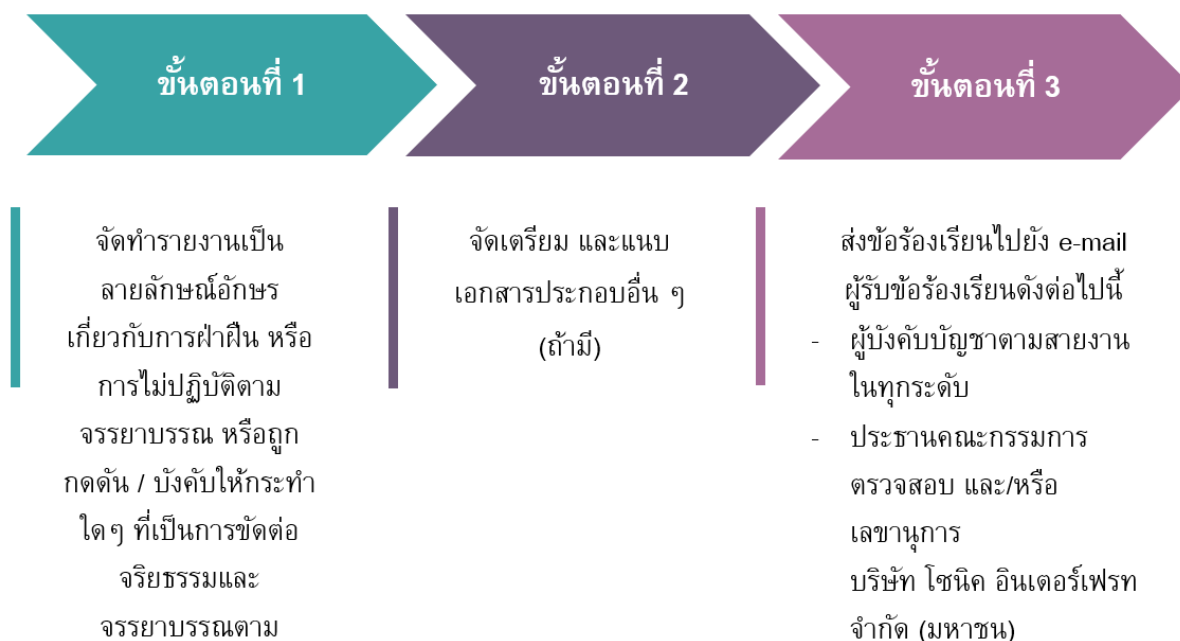 ขั้นตอนที่ 1
ขั้นตอนที่ 2
ขั้นตอนที่ 3
จัดทำรายงานเป็น
ลายลักษณ์อักษร
เกี่ยวกับการฝ่าฝืน หรือ
การไม่ปฏิบัติตาม
จรรยาบรรณ หรือถูก
กดดัน / บังคับให้กระทำ
ใดๆ ที่เป็นการขัดต่อ
จริยธรรมและ
จรรยาบรรณตาม
จัดเตรียม และแนบ
เอกสารประกอบอื่น ๆ
(ถ้ามี)
ส่งข้อร้องเรียนไปยัง e-mail
ผู้รับข้อร้องเรียนดังต่อไปนี้
- ผู้บังคับบัญชาตามสายงาน
ในทุกระดับ
- ประธานคณะกรรมการ
ตรวจสอบ และ/หรือ
เลขานุการ
บริษัท โซนิค อินเตอร์เฟรท
จำกัด (มหาชน)